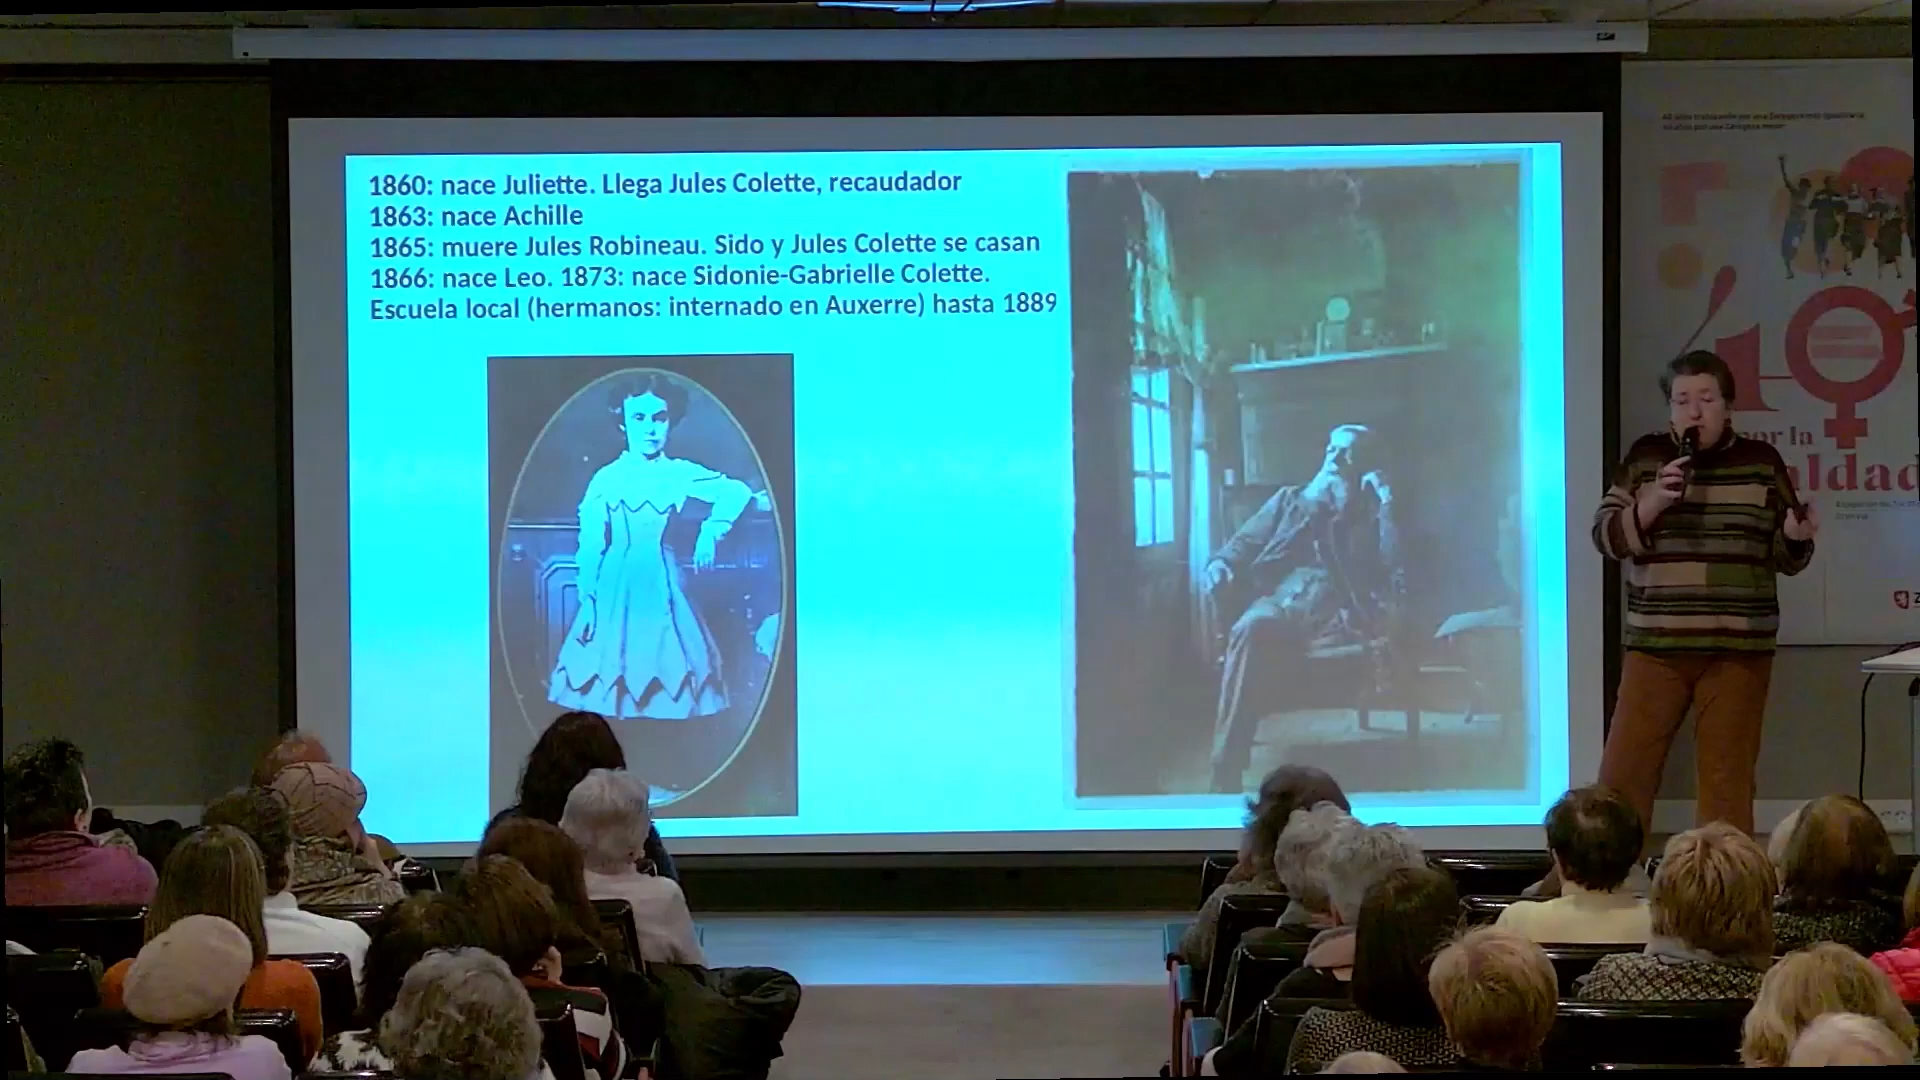 1860: nace Juliette. Llega Jules Colette, recaudador
1863: nace Achille
1865: muere Jules Robineau. Sido y Jules Colette se casan
1866: nace Leo. 1873: nace Sidonie-Gabrielle Colette.
Escuela local (hermanos: internado en Auxerre) hasta 1889
40
por la
aldad
Z